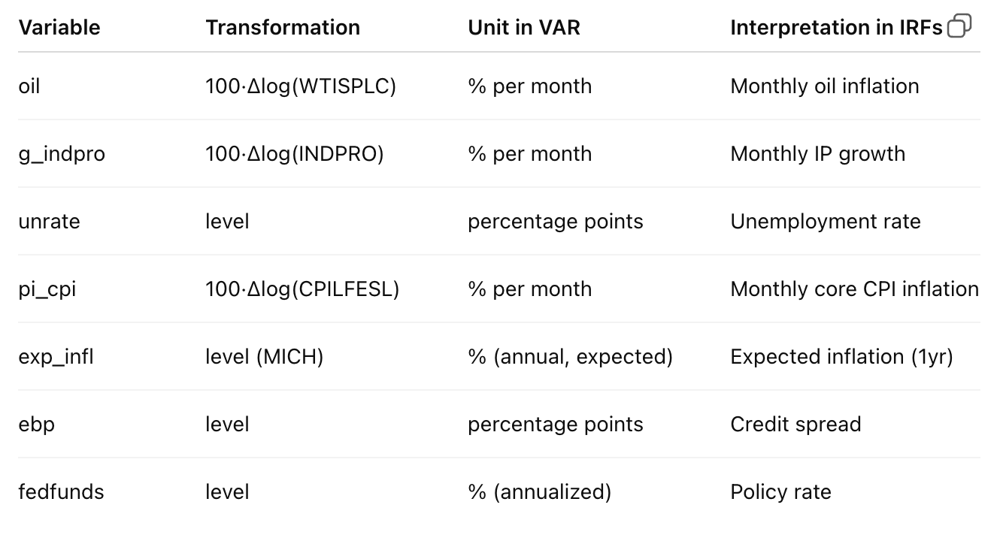 Variable Transformation Unit in VAR Interpretation in IRFs
oil 100·Δlog(WTISPLC) % per month Monthly oil inflation
g_indpro 100·Δlog(INDPRO) % per month Monthly IP growth
unrate level percentage points Unemployment rate
pi_cpi 100·Δlog(CPILFESL) % per month Monthly core CPI inflation
exp_infl level (MICH) % (annual, expected) Expected inflation (1yr)
ebp level percentage points Credit spread
fedfunds level % (annualized) Policy rate